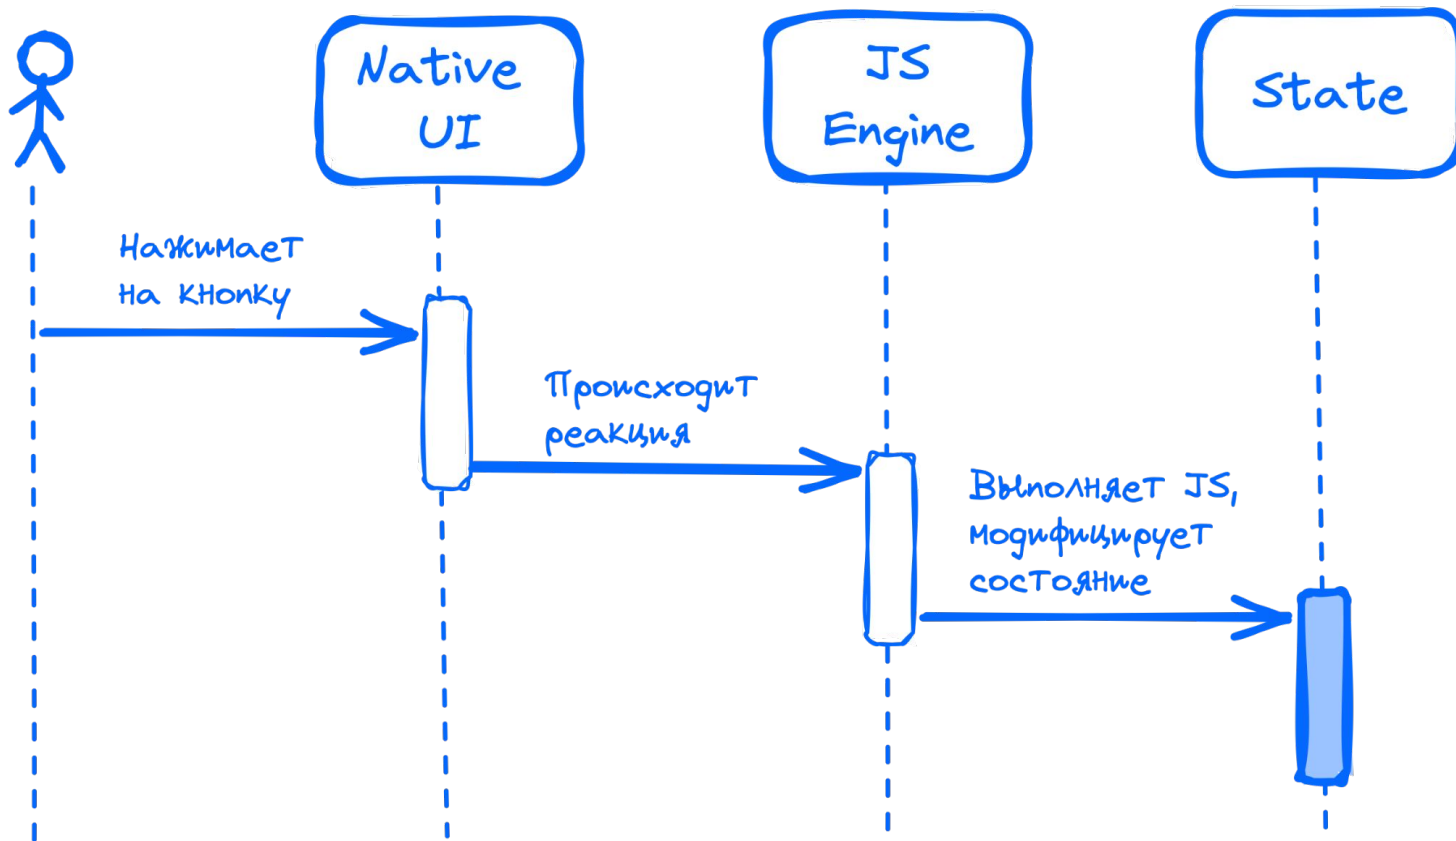 Native
UI
JS
Engine
State
Нажимает
на кнопку
Происходит
реакция
Выполняет JS,
модифицирует
состояние